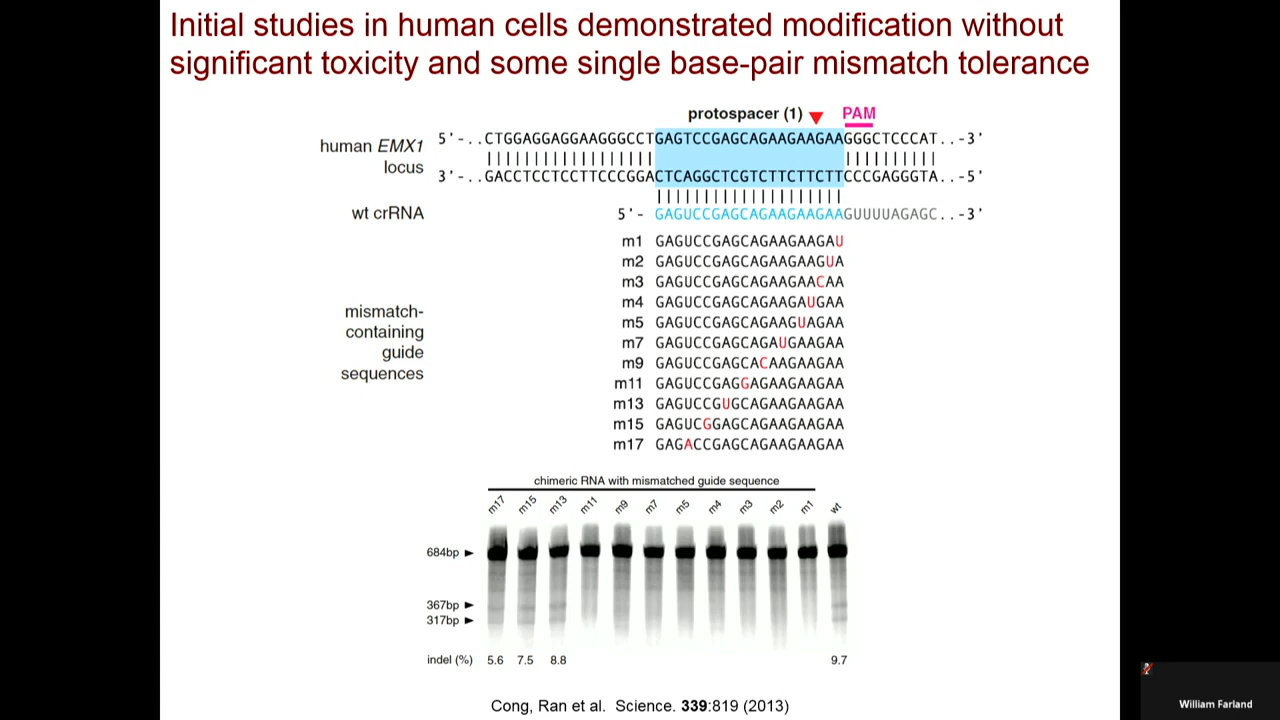 Initial studies in human cells demonstrated modification without
significant toxicity and some single base-pair mismatch tolerance
protospacer (1) PAM
human EMX1 locus
5'-..CTGGAGGAGGAAGGGCCTGAGTCCGAGCAGAAGAAGAAGGGCTCCCAT..-3'
3'-..GACCTCCTCCTTCCCGGACTCAGGCTCGTCTTCTTCTTCCCGAGGGTA..-5'
wt crRNA 5'- GAGUCCGAGCAGAAGAAGAAGUUUUAGAGC..-3'
mismatch-
containing
guide
sequences
m1 GAGUCCGAGCAGAAGAAGAU
m2 GAGUCCGAGCAGAAGAAGUA
m3 GAGUCCGAGCAGAAGAACAA
m4 GAGUCCGAGCAGAAGAUGAA
m5 GAGUCCGAGCAGAAGUAGAA
m7 GAGUCCGAGCAGAUGAAGAA
m9 GAGUCCGAGCACAAGAAGAA
m11 GAGUCCGAGGAGAAGAAGAA
m13 GAGUCCGUGCAGAAGAAGAA
m15 GAGUCGGAGCAGAAGAAGAA
m17 GAGACCGAGCAGAAGAAGAA
chimeric RNA with mismatched guide sequence
m17 m15 m13 m11 m9 m7 m5 m4 m3 m2 m1 wt
684bp
367bp
317bp
indel (%) 5.6 7.5 8.8 9.7
Cong, Ran et al. Science. 339:819 (2013)
William Farland